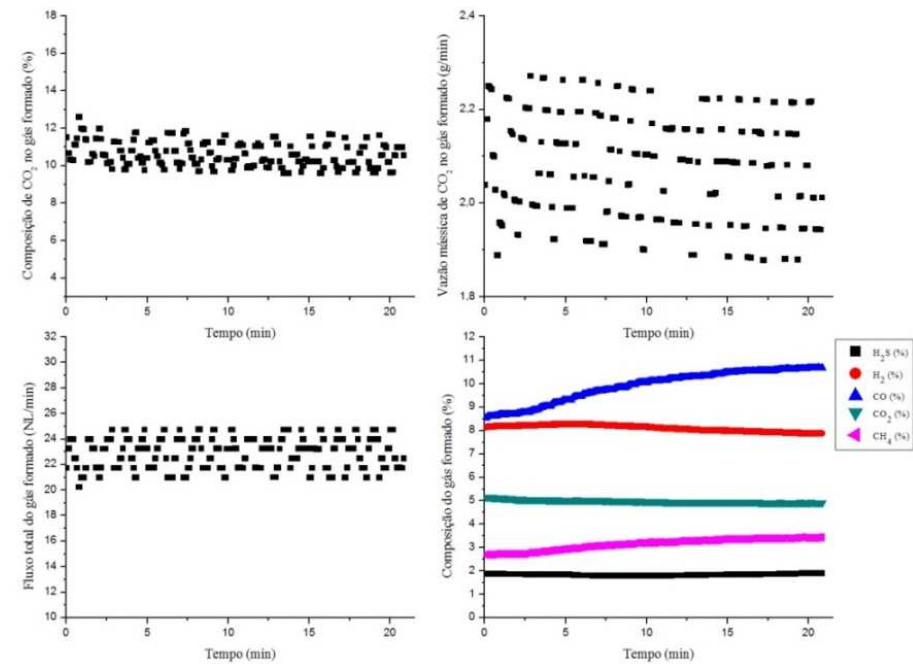 18
16
14
12
10
8
6
4
Composição de CO2 no gás formado (%)
0 5 10 15 20
Tempo (min)
2.4
2.2
2.0
1.8
Vazão mássica de CO2 no gás formado (g/min)
0 5 10 15 20
Tempo (min)
32
30
28
26
24
22
20
18
16
14
12
10
Fluxo total do gás formado (NL/min)
0 5 10 15 20
Tempo (min)
12
11
10
9
8
7
6
5
4
3
2
1
0
Composição do gás formado (%)
0 5 10 15 20
Tempo (min)
H2S (%)
H2 (%)
CO (%)
CO2 (%)
CH4 (%)